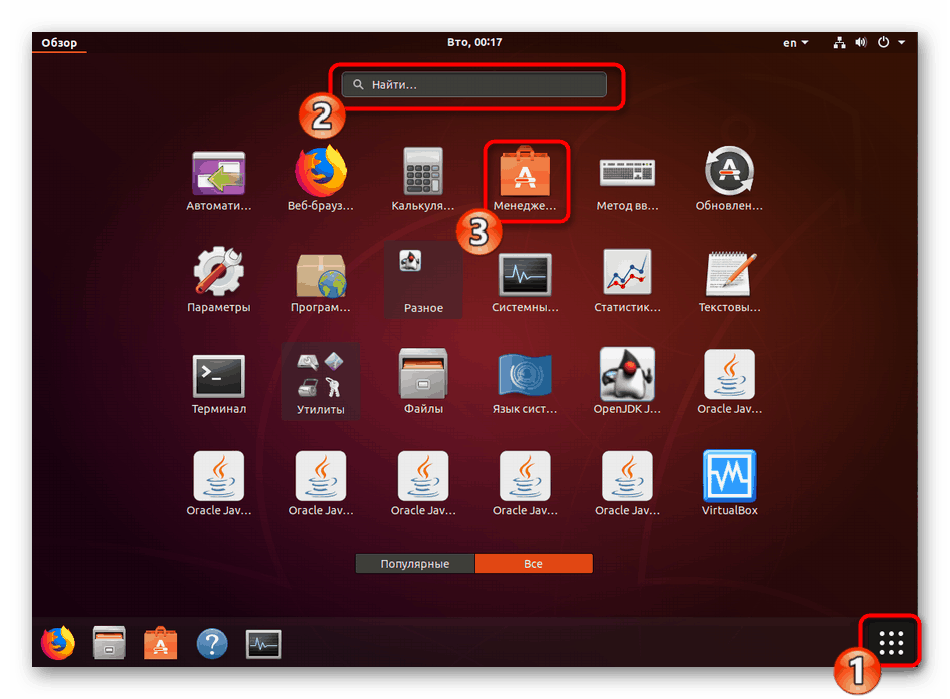 Обзор
Вто, 00:17
en
Найти...
2
Автомати...
Веб-брауз...
Калькуля...
Менедже...
Метод вв...
Обновлен...
3
Параметры
Програм...
Разное
Системны...
Статистик...
Текстовы...
Терминал
Утилиты
Файлы
Язык сист...
OpenJDK J...
Oracle Jav...
Oracle Jav...
Oracle Jav...
Oracle Jav...
Oracle Jav...
Oracle Jav...
VirtualBox
Популярные
Все
1